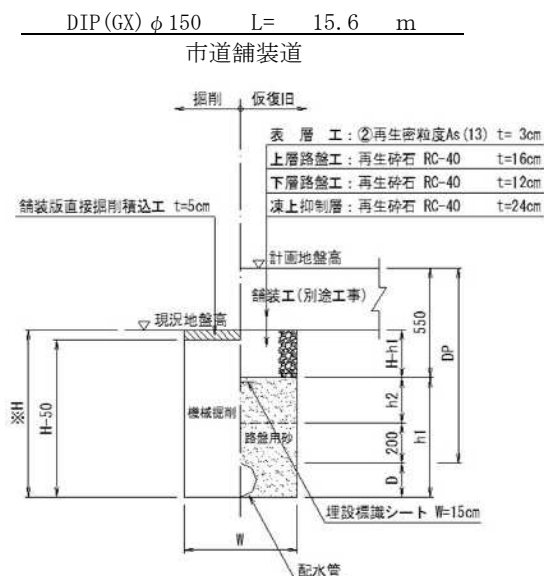 DIP(GX)φ150 L= 15.6 m
市道舗装道
掘削 仮復旧
表 層 工：②再生密粒度As(13) t= 3cm
上層路盤工：再生砕石 RC-40 t=16cm
下層路盤工：再生砕石 RC-40 t=12cm
凍上抑制層：再生砕石 RC-40 t=24cm
舗装版直接掘削積込工 t=5cm
計画地盤高
舗装工(別途工事)
現況地盤高
550
DP
H-h1
※H
H-50
機械掘削
路盤用砂
h2
200
h1
D
埋設標識シート W=15cm
W
配水管